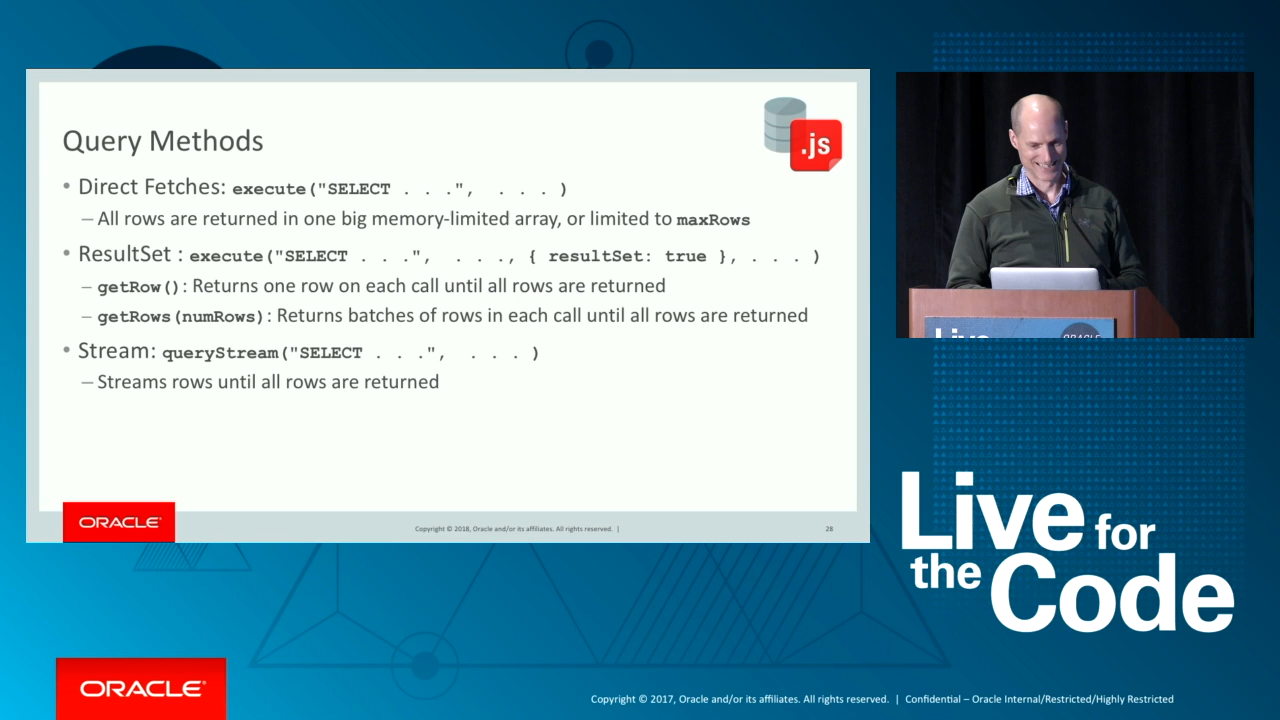 Query Methods
.js
• Direct Fetches: execute("SELECT . . .", . . . )
– All rows are returned in one big memory-limited array, or limited to maxRows
• ResultSet : execute("SELECT . . .", . . ., { resultSet: true }, . . . )
– getRow(): Returns one row on each call until all rows are returned
– getRows(numRows): Returns batches of rows in each call until all rows are returned
• Stream: queryStream("SELECT . . .", . . . )
– Streams rows until all rows are returned
ORACLE®
Copyright © 2018, Oracle and/or its affiliates. All rights reserved. |
28
Live
ORACLE
Live for
the Code
ORACLE®
Copyright © 2017, Oracle and/or its affiliates. All rights reserved. | Confidential – Oracle Internal/Restricted/Highly Restricted